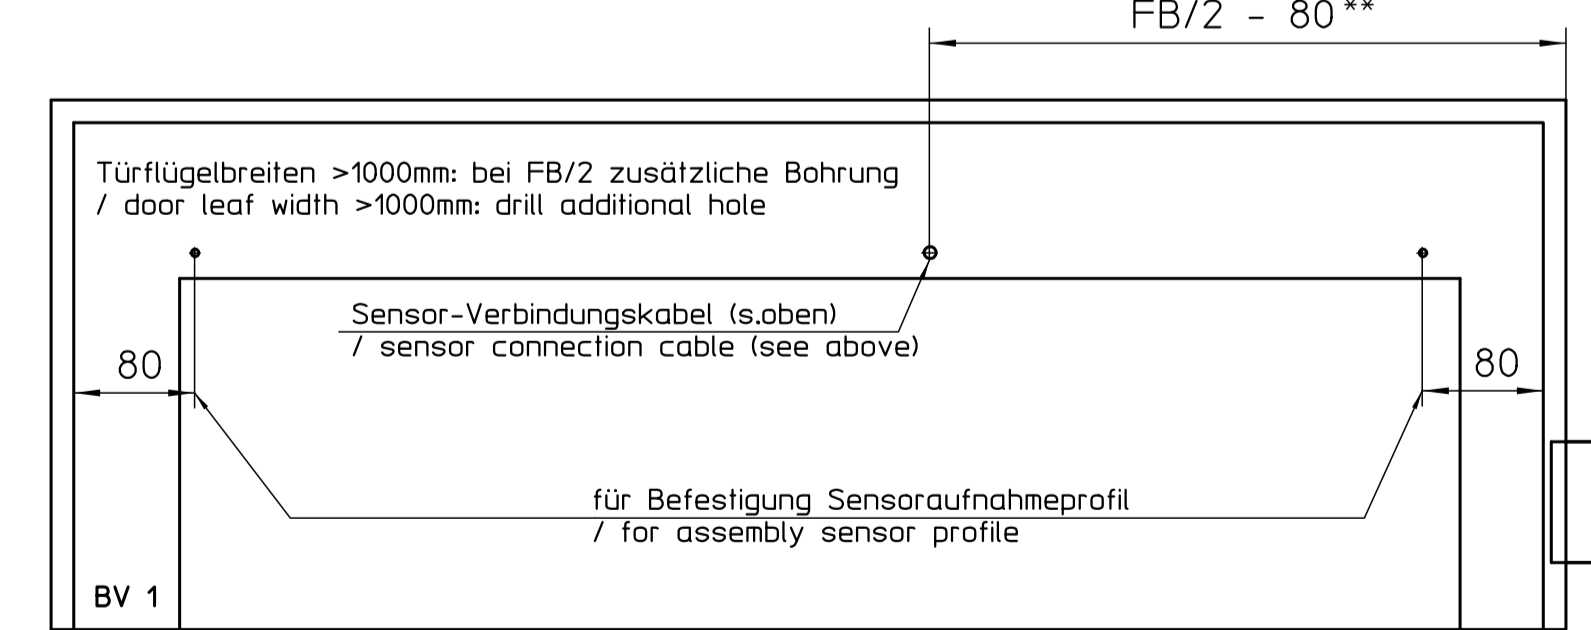 FB/2 - 80**
Türflügelbreiten >1000mm: bei FB/2 zusätzliche Bohrung
/ door leaf width >1000mm: drill additional hole
Sensor-Verbindungskabel (s.oben)
/ sensor connection cable (see above)
80
80
für Befestigung Sensoraufnahmeprofil
/ for assembly sensor profile
BV 1